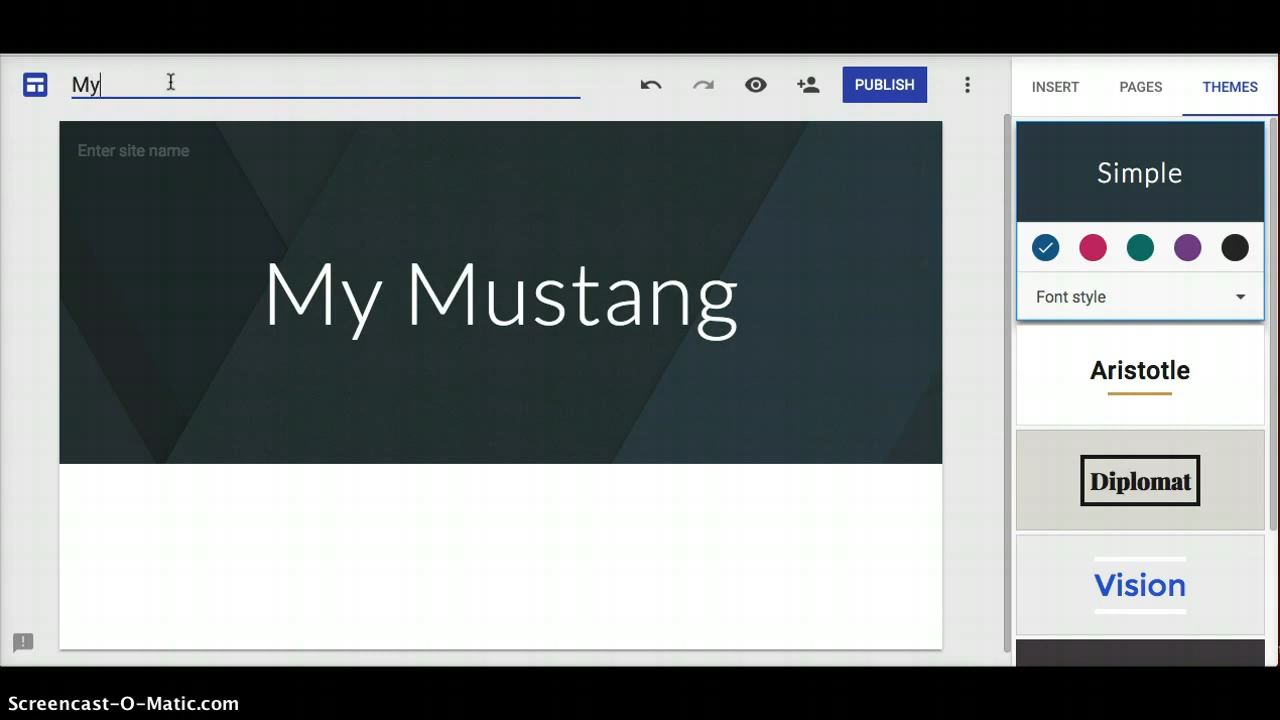 My
PUBLISH
INSERT
PAGES
THEMES
Enter site name
My Mustang
Simple
Font style
Aristotle
Diplomat
Vision
Screencast-O-Matic.com